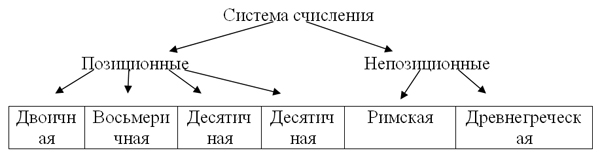 Система счисления
Позиционные Непозиционные
Двоичн Восьмери Десятич Десятич Римская Древнегреческ
ая чная ная ная ая